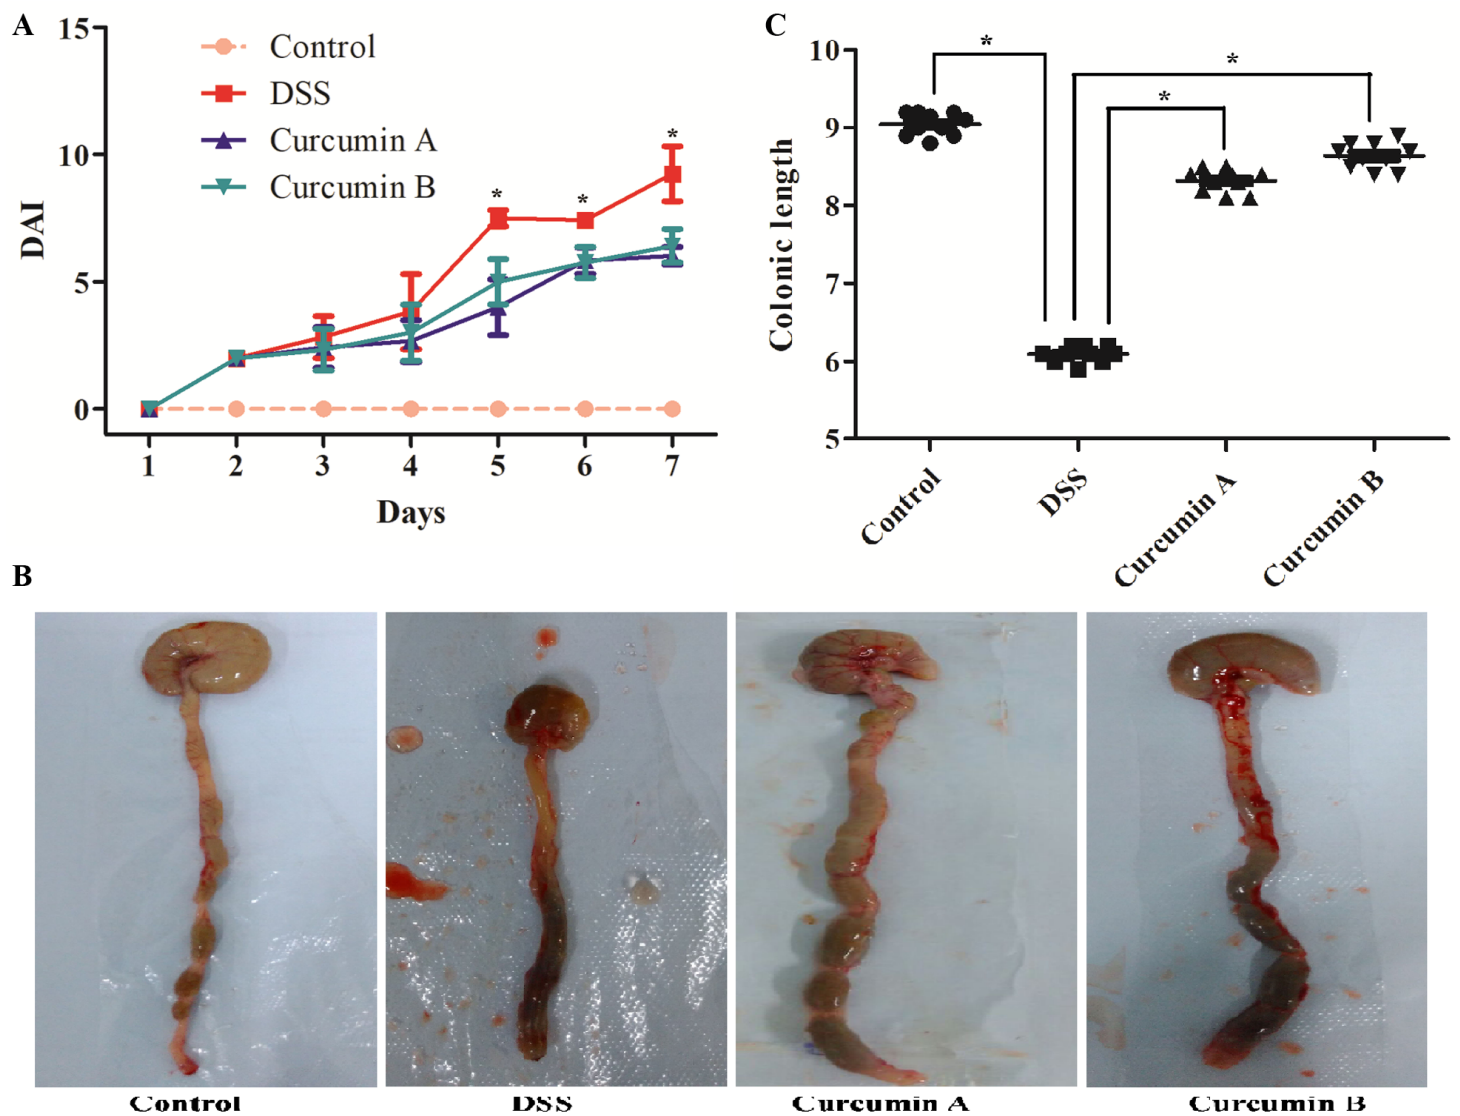 A
15
10
5
0
DAI
Control
DSS
Curcumin A
Curcumin B
*
*
*
1 2 3 4 5 6 7
Days
C
10
9
8
7
6
5
Colonic length
*
*
*
Control
DSS
Curcumin A
Curcumin B
B
Control
DSS
Curcumin A
Curcumin B